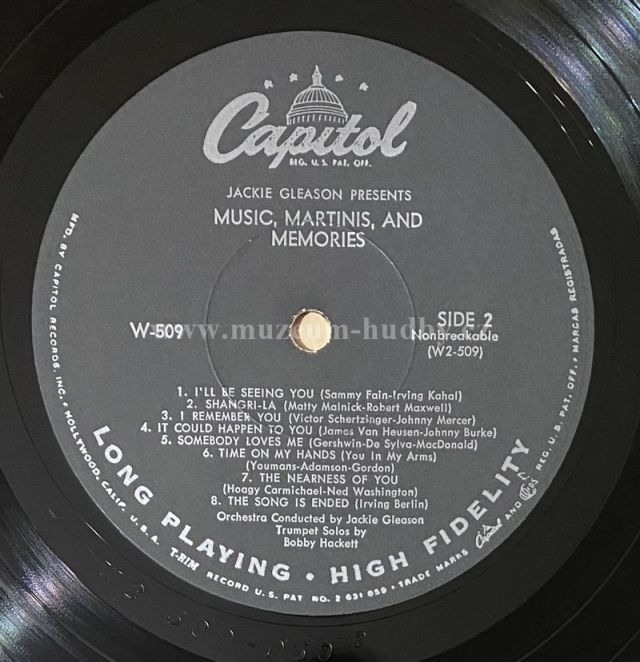 Capitol
REG. U.S. PAT. OFF.
JACKIE GLEASON PRESENTS
MUSIC, MARTINIS, AND
MEMORIES
W-509
SIDE 2
Nonbreakable
(W2-509)
www.muzeum-hudby.cz
1. I'LL BE SEEING YOU (Sammy Fain-Irving Kahal)
2. SHANGRI-LA (Matty Malnick-Robert Maxwell)
3. I REMEMBER YOU (Victor Schertzinger-Johnny Mercer)
4. IT COULD HAPPEN TO YOU (James Van Heusen-Johnny Burke)
5. SOMEBODY LOVES ME (Gershwin-De Sylva-MacDonald)
6. TIME ON MY HANDS (You In My Arms)
(Youmans-Adamson-Gordon)
7. THE NEARNESS OF YOU
(Hoagy Carmichael-Ned Washington)
8. THE SONG IS ENDED (Irving Berlin)
Orchestra Conducted by Jackie Gleason
Trumpet Solos by
Bobby Hackett
LONG PLAYING • HIGH FIDELITY
MFD. BY CAPITOL RECORDS, INC. • HOLLYWOOD, CALIF. U.S.A. T-RIM RECORD U.S. PAT NO. 2 631 859 • TRADE MARKS Capitol AND REG. U.S. PAT. OFF. • MARCAS REGISTRADAS